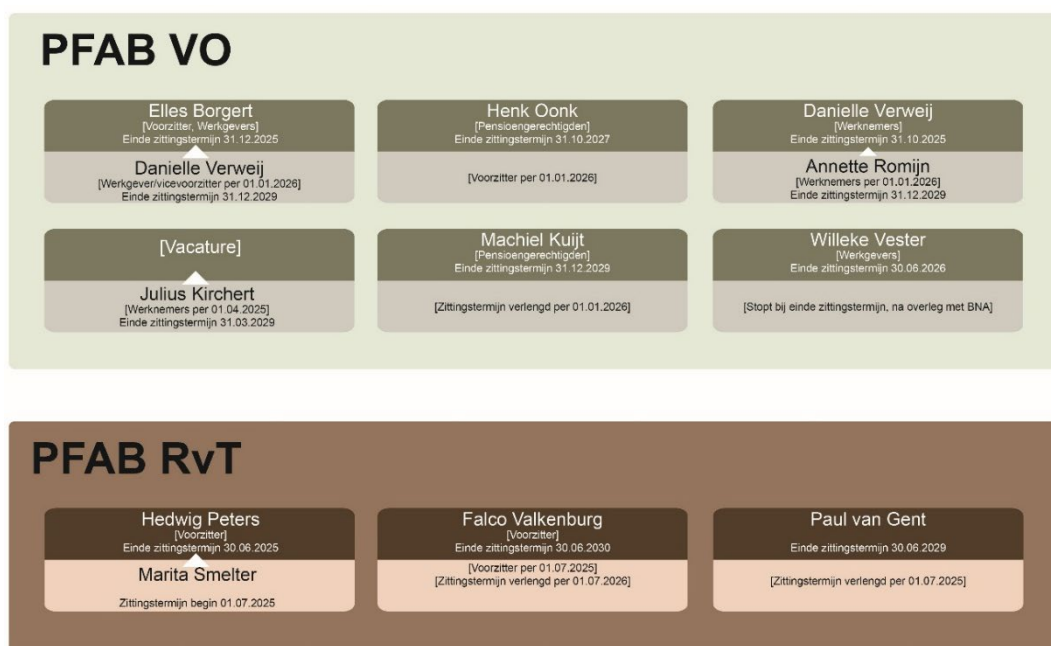 PFAB VO
Elles Borgert
[Voorzitter, Werkgevers]
Einde zittingstermijn 31.12.2025
Danielle Verweij
[Werkgever/vicevoorzitter per 01.01.2026]
Einde zittingstermijn 31.12.2029
Henk Oonk
[Pensioengerechtigden]
Einde zittingstermijn 31.10.2027
[Voorzitter per 01.01.2026]
Danielle Verweij
[Werknemers]
Einde zittingstermijn 31.10.2025
Annette Romijn
[Werknemers per 01.01.2026]
Einde zittingstermijn 31.12.2029
[Vacature]
Julius Kirchert
[Werknemers per 01.04.2025]
Einde zittingstermijn 31.03.2029
Machiel Kuijt
[Pensioengerechtigden]
Einde zittingstermijn 31.12.2029
[Zittingstermijn verlengd per 01.01.2026]
Willeke Vester
[Werkgevers]
Einde zittingstermijn 30.06.2026
[Stopt bij einde zittingstermijn, na overleg met BNA]
PFAB RvT
Hedwig Peters
[Voorzitter]
Einde zittingstermijn 30.06.2025
Marita Smelter
Zittingstermijn begin 01.07.2025
Falco Valkenburg
[Voorzitter]
Einde zittingstermijn 30.06.2030
[Voorzitter per 01.07.2025]
[Zittingstermijn verlengd per 01.07.2026]
Paul van Gent
Einde zittingstermijn 30.06.2029
[Zittingstermijn verlengd per 01.07.2025]